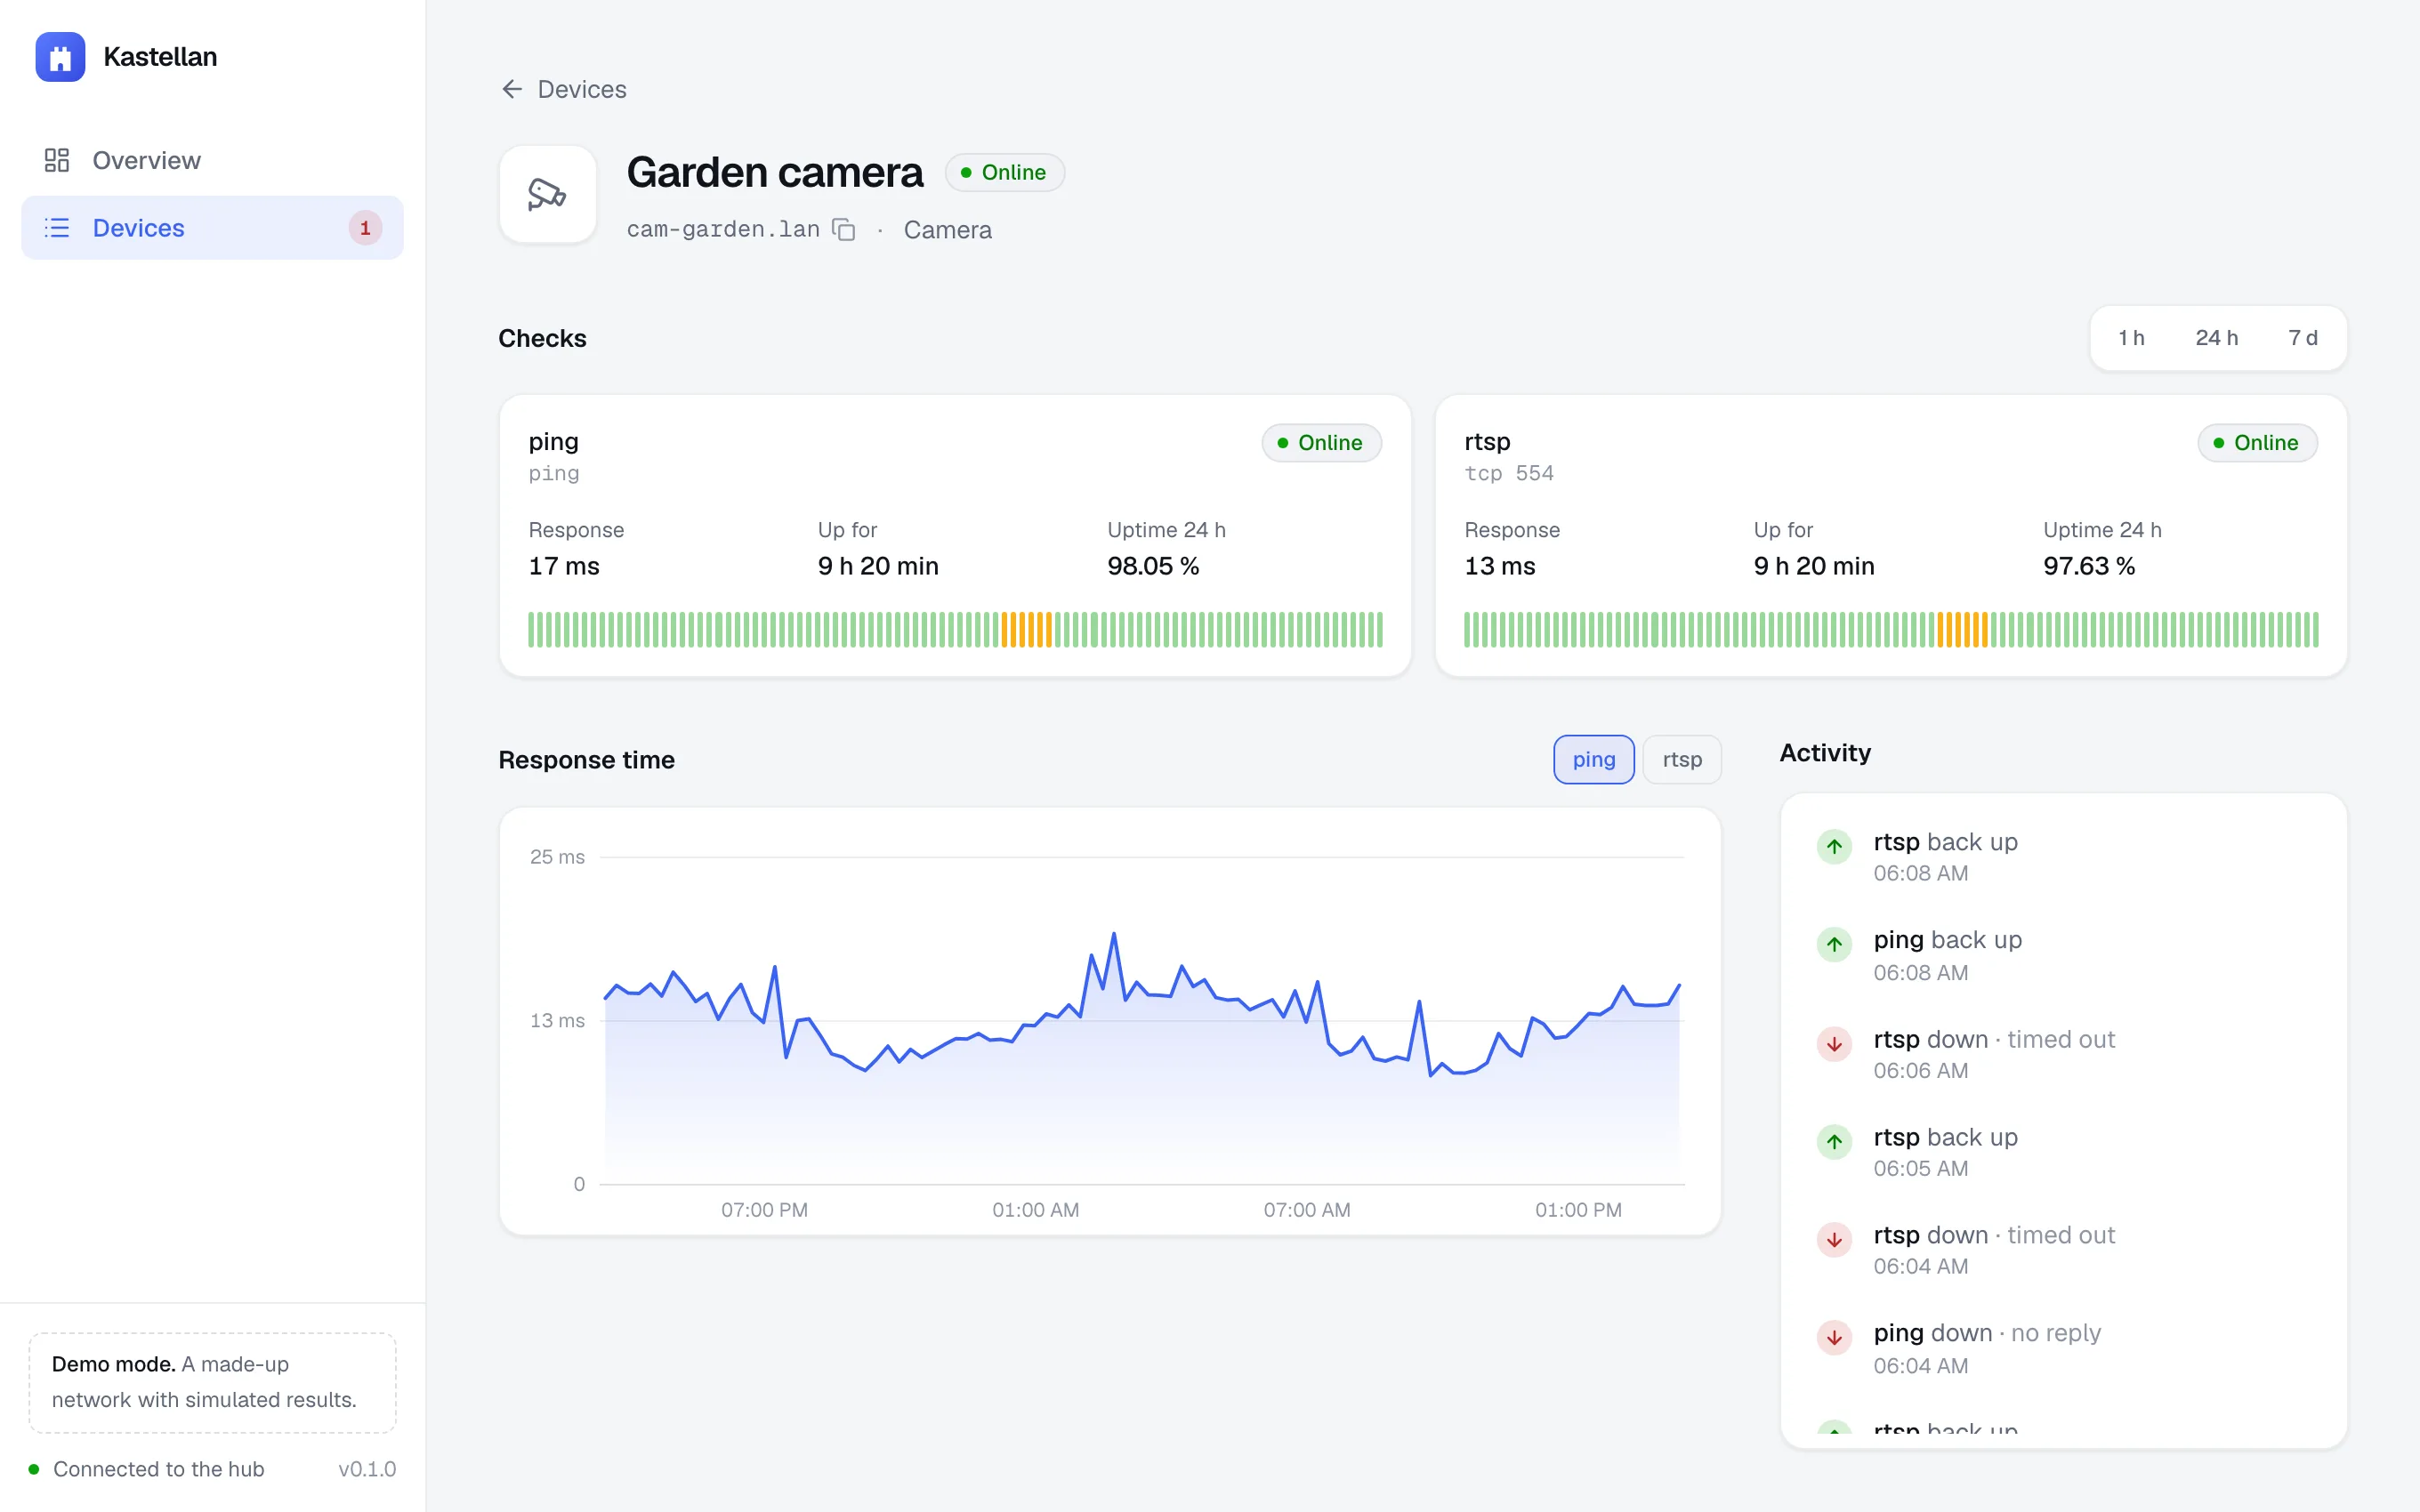 Kastellan
Overview
Devices 1
Demo mode. A made-up
network with simulated results.
Connected to the hub v0.1.0
Devices
Garden camera Online
cam-garden.lan · Camera
Checks 1 h 24 h 7 d
ping Online
ping
Response Up for Uptime 24 h
17 ms 9 h 20 min 98.05 %
rtsp Online
tcp 554
Response Up for Uptime 24 h
13 ms 9 h 20 min 97.63 %
Response time ping rtsp
25 ms
13 ms
0
07:00 PM 01:00 AM 07:00 AM 01:00 PM
Activity
rtsp back up
06:08 AM
ping back up
06:08 AM
rtsp down · timed out
06:06 AM
rtsp back up
06:05 AM
rtsp down · timed out
06:04 AM
ping down · no reply
06:04 AM
rtsp back up